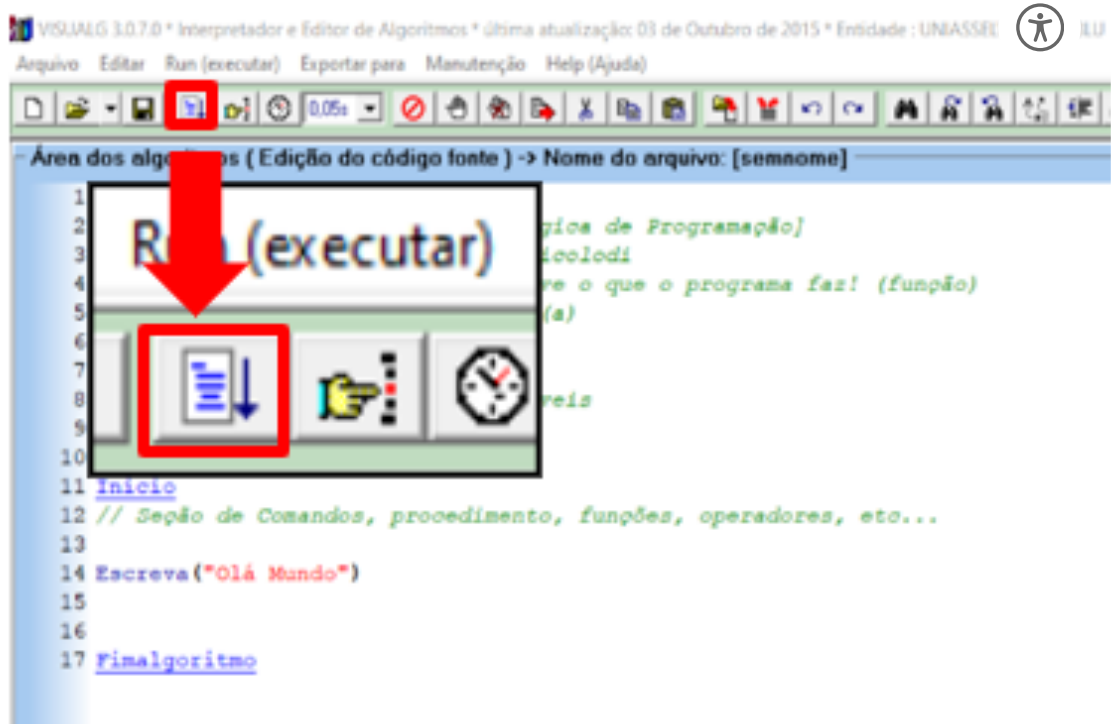 VISUALG 3.0.7.0 * Interpretador e Editor de Algoritmos * última atualização: 03 de Outubro de 2015 * Entidade : UNIASSEL
Arquivo Editar Run (executar) Exportar para Manutenção Help (Ajuda)
0,05s
Área dos algoritmos ( Edição do código fonte ) -> Nome do arquivo: [semnome]
1
2 gica de Programação]
3 icolodi
4 re o que o programa faz! (função)
5 (a)
6
7
8 reis
9
10
Run (executar)
11 Inicio
12 // Seção de Comandos, procedimento, funções, operadores, etc...
13
14 Escreva("Olá Mundo")
15
16
17 Fimalgoritmo